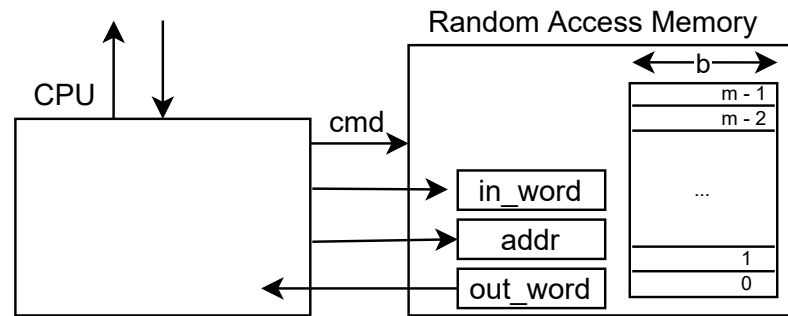 Random Access Memory
b
CPU
m - 1
cmd
m - 2
in_word
...
addr
1
out_word
0